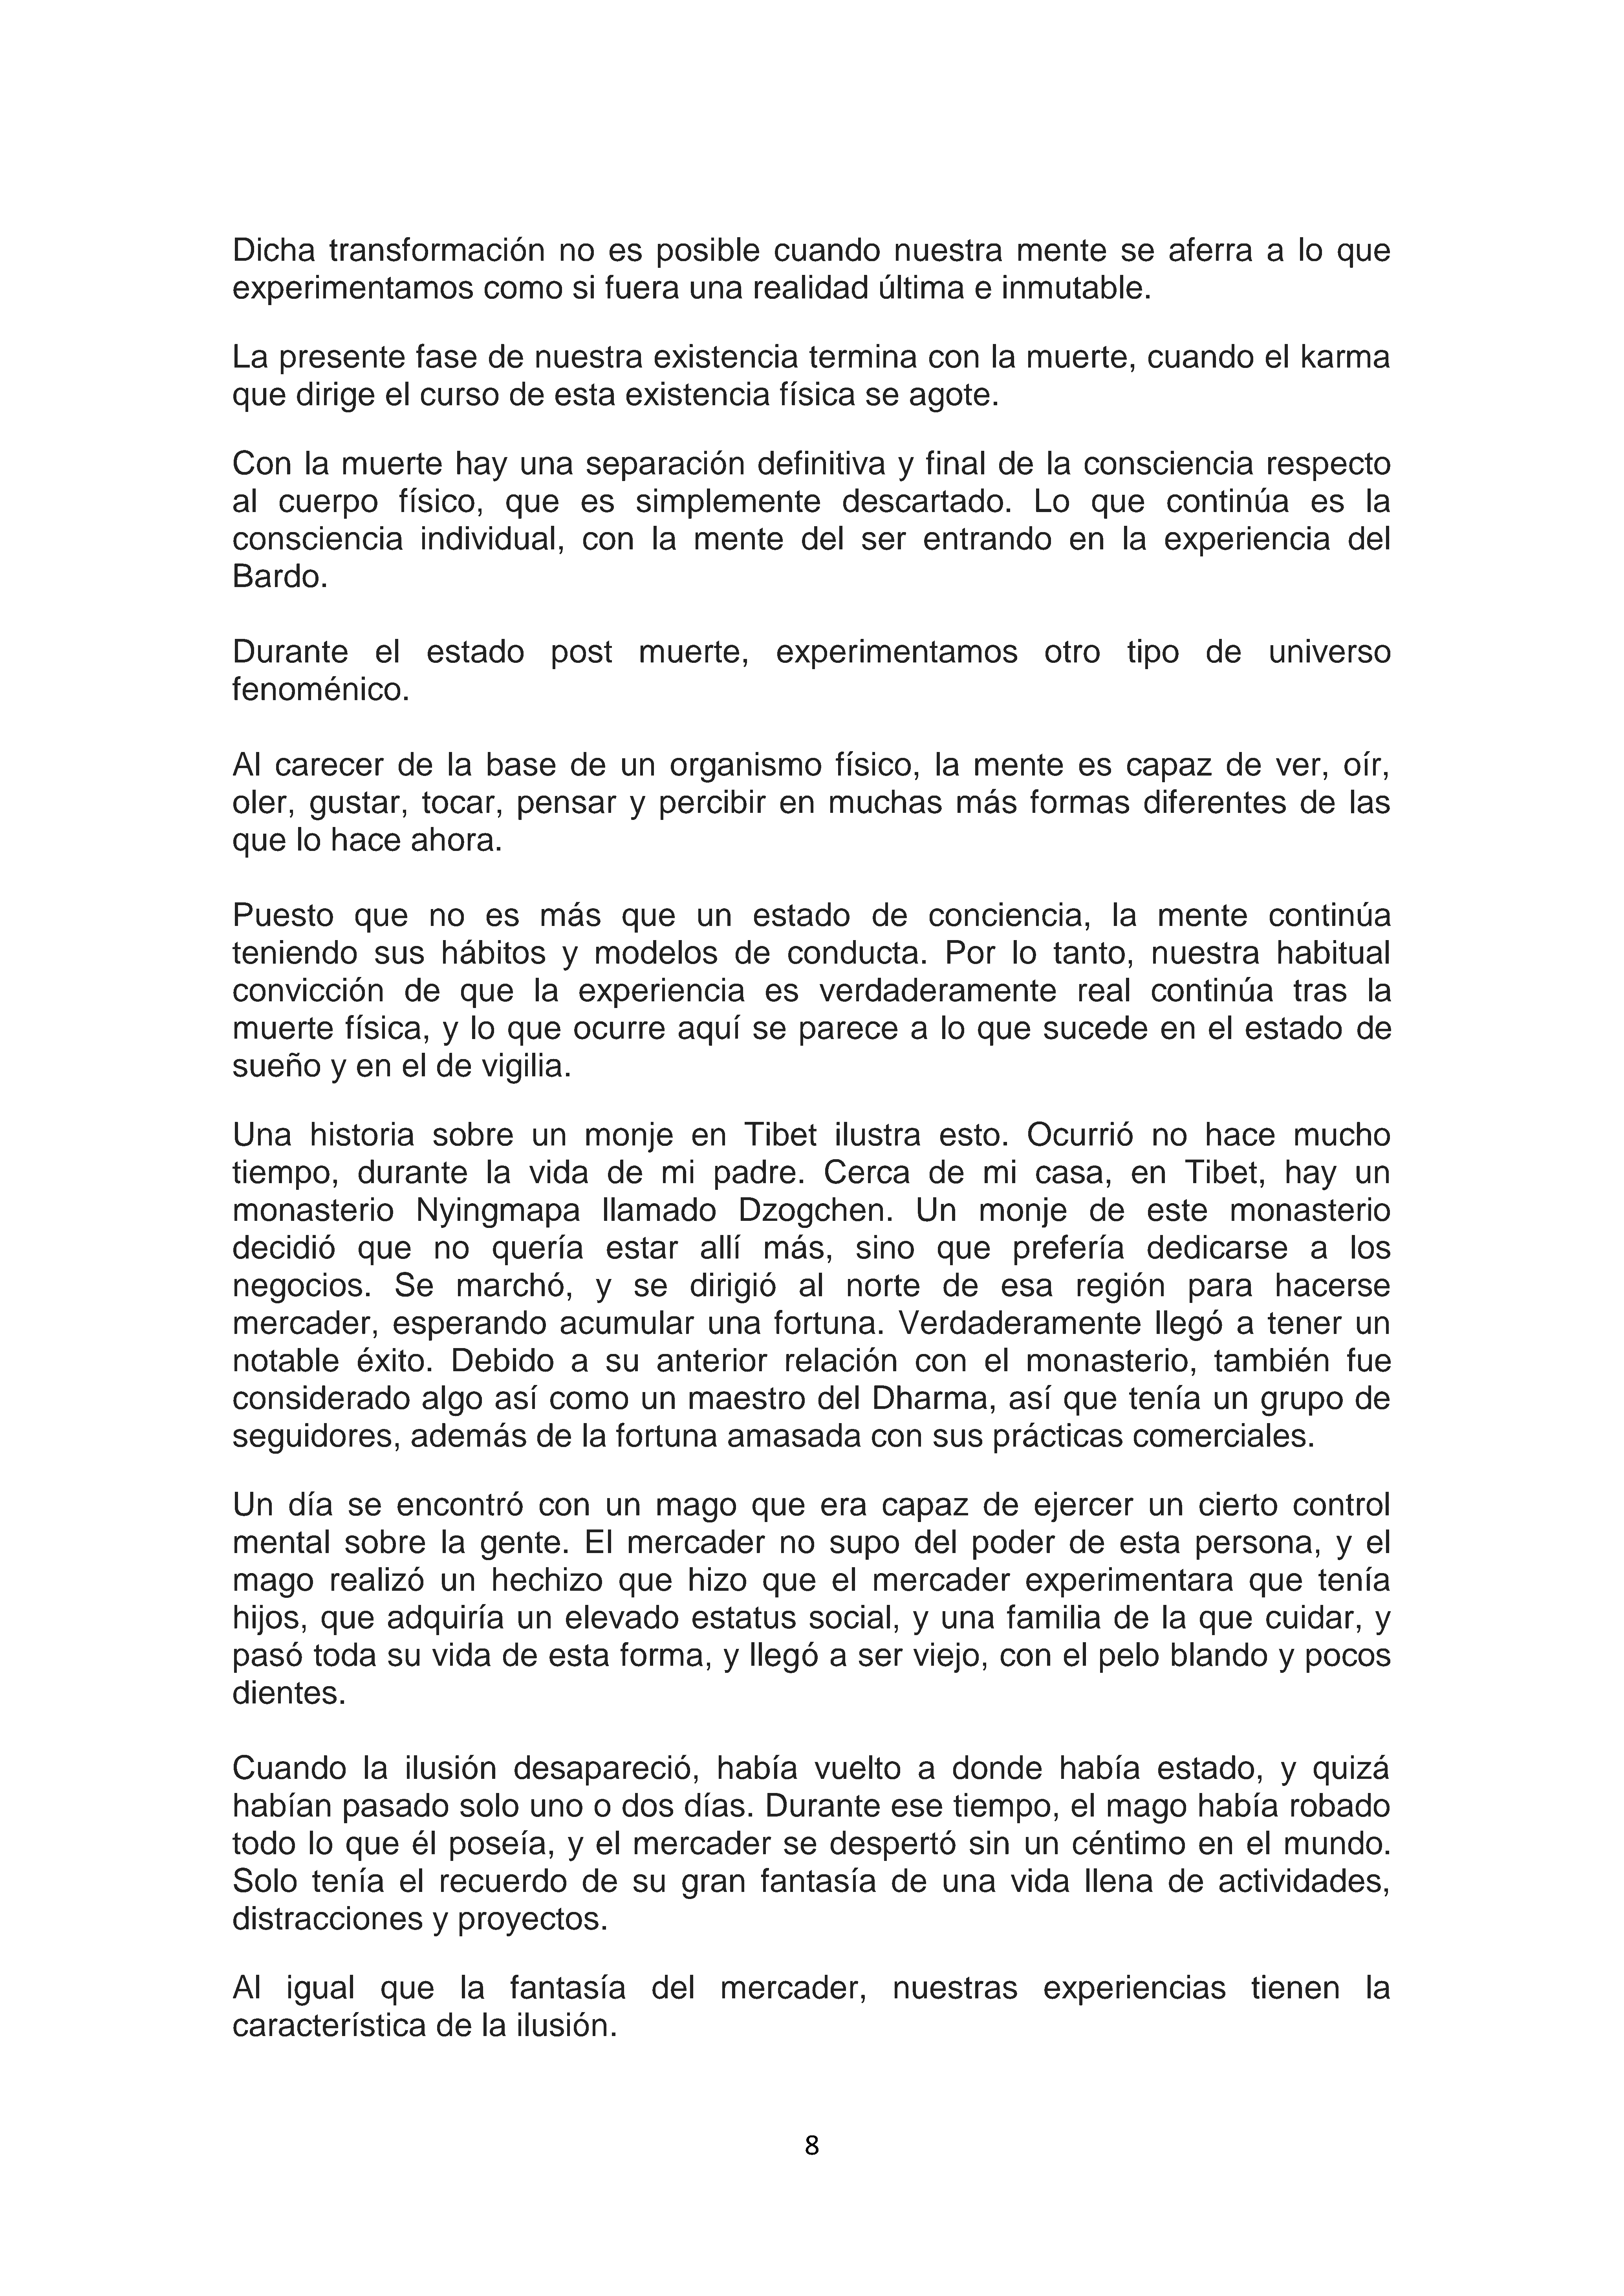 Dicha transformación no es posible cuando nuestra mente se aferra a lo que
experimentamos como si fuera una realidad última e inmutable.
La presente fase de nuestra existencia termina con la muerte, cuando el karma
que dirige el curso de esta existencia física se agote.
Con la muerte hay una separación definitiva y final de la consciencia respecto
al cuerpo físico, que es simplemente descartado. Lo que continúa es la
consciencia individual, con la mente del ser entrando en la experiencia del
Bardo.
Durante el estado post muerte, experimentamos otro tipo de universo
fenoménico.
Al carecer de la base de un organismo físico, la mente es capaz de ver, oír,
oler, gustar, tocar, pensar y percibir en muchas más formas diferentes de las
que lo hace ahora.
Puesto que no es más que un estado de conciencia, la mente continúa
teniendo sus hábitos y modelos de conducta. Por lo tanto, nuestra habitual
convicción de que la experiencia es verdaderamente real continúa tras la
muerte física, y lo que ocurre aquí se parece a lo que sucede en el estado de
sueño y en el de vigilia.
Una historia sobre un monje en Tibet ilustra esto. Ocurrió no hace mucho
tiempo, durante la vida de mi padre. Cerca de mi casa, en Tibet, hay un
monasterio Nyingmapa llamado Dzogchen. Un monje de este monasterio
decidió que no quería estar allí más, sino que prefería dedicarse a los
negocios. Se marchó, y se dirigió al norte de esa región para hacerse
mercader, esperando acumular una fortuna. Verdaderamente llegó a tener un
notable éxito. Debido a su anterior relación con el monasterio, también fue
considerado algo así como un maestro del Dharma, así que tenía un grupo de
seguidores, además de la fortuna amasada con sus prácticas comerciales.
Un día se encontró con un mago que era capaz de ejercer un cierto control
mental sobre la gente. El mercader no supo del poder de esta persona, y el
mago realizó un hechizo que hizo que el mercader experimentara que tenía
hijos, que adquiría un elevado estatus social, y una familia de la que cuidar, y
pasó toda su vida de esta forma, y llegó a ser viejo, con el pelo blando y pocos
dientes.
Cuando la ilusión desapareció, había vuelto a donde había estado, y quizá
habían pasado solo uno o dos días. Durante ese tiempo, el mago había robado
todo lo que él poseía, y el mercader se despertó sin un céntimo en el mundo.
Solo tenía el recuerdo de su gran fantasía de una vida llena de actividades,
distracciones y proyectos.
Al igual que la fantasía del mercader, nuestras experiencias tienen la
característica de la ilusión.
8